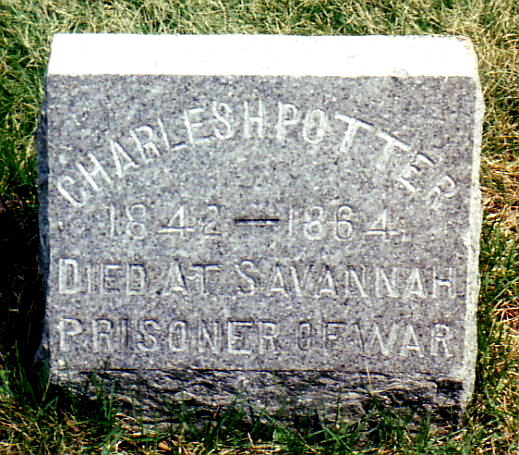 CHARLES H. POTTER
1842 — 1864.
DIED AT SAVANNAH
PRISONER OF WAR